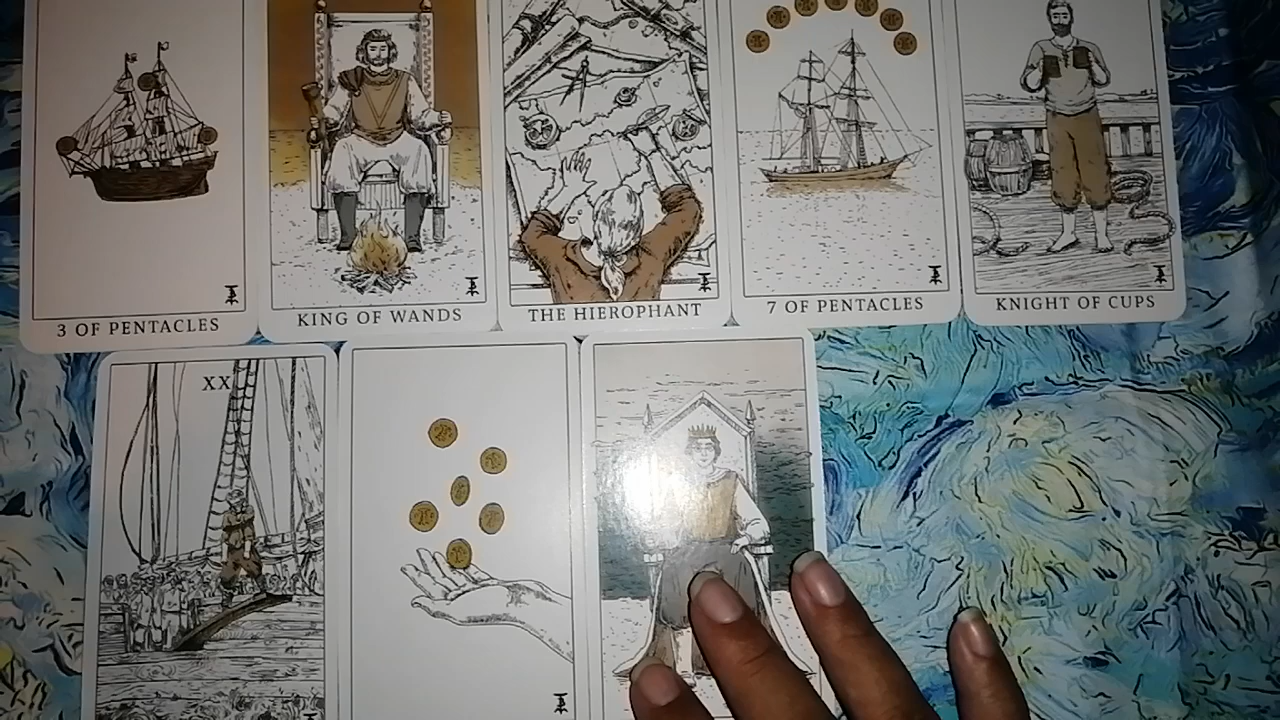 3 OF PENTACLES
KING OF WANDS
THE HIEROPHANT
7 OF PENTACLES
KNIGHT OF CUPS
XX